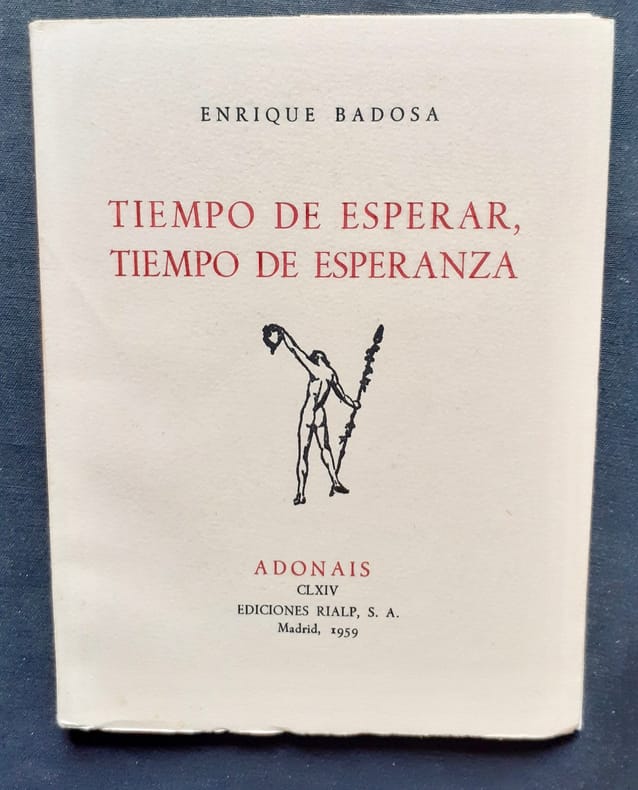 ENRIQUE BADOSA
TIEMPO DE ESPERAR,
TIEMPO DE ESPERANZA
ADONAIS
CLXIV
EDICIONES RIALP, S. A.
Madrid, 1959